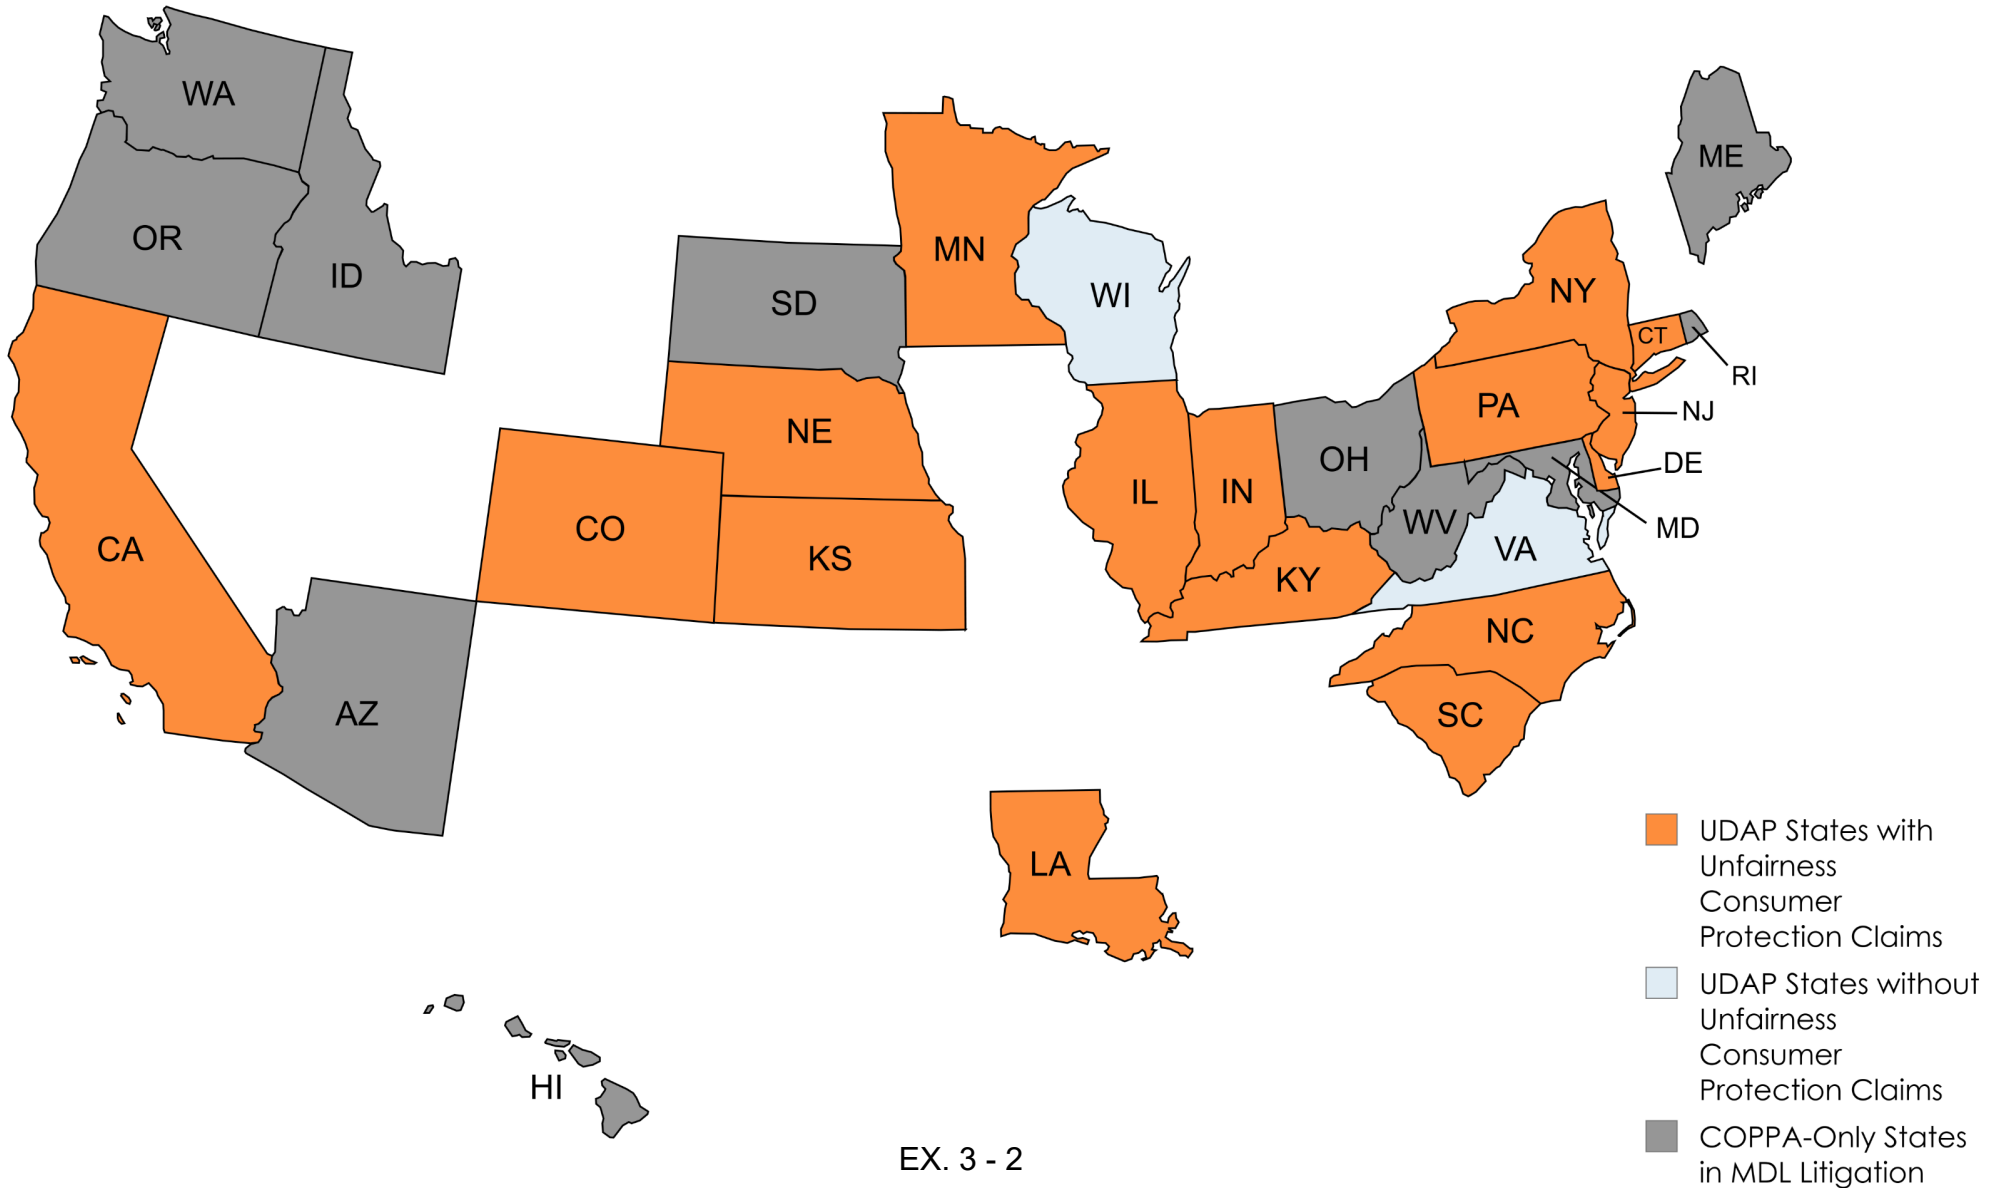 WA
ME
OR
MN
ID
NY
WI
SD
CT
RI
NE
PA
NJ
OH
DE
IL
IN
CO
WV
MD
CA
VA
KS
KY
NC
AZ
SC
LA
HI
UDAP States with
Unfairness
Consumer
Protection Claims
UDAP States without
Unfairness
Consumer
Protection Claims
COPPA-Only States
in MDL Litigation
EX. 3 - 2